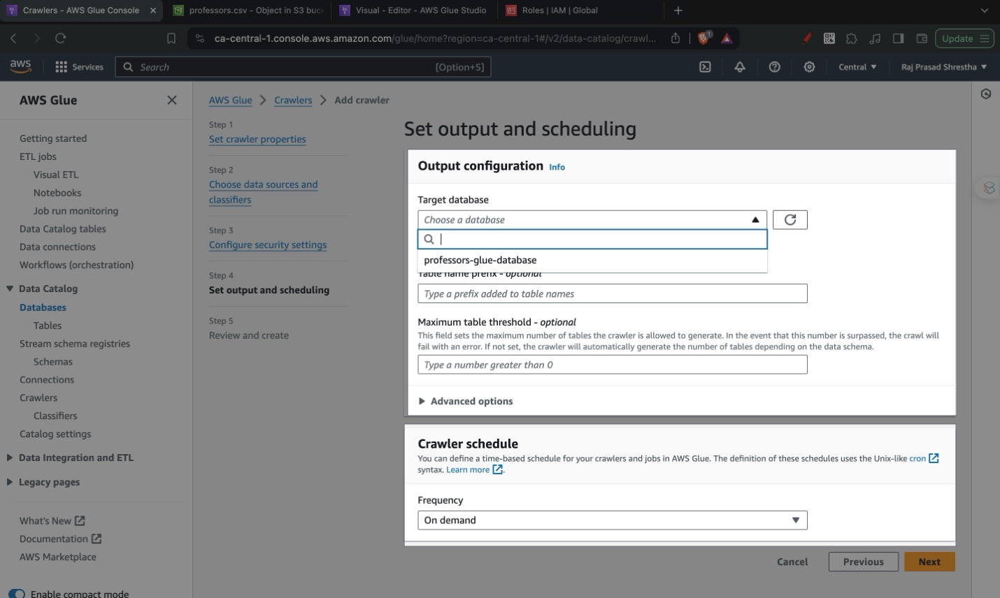 Crawlers - AWS Glue Console
professors.csv - Object in S3 buc
Visual - Editor - AWS Glue Studio
Roles | IAM | Global
ca-central-1.console.aws.amazon.com/glue/home?region=ca-central-1#/v2/data-catalog/crawl...
1
Update
aws
Services
Search
[Option+S]
Central
Raj Prasad Shrestha
AWS Glue
Getting started
ETL jobs
Visual ETL
Notebooks
Job run monitoring
Data Catalog tables
Data connections
Workflows (orchestration)
Data Catalog
Databases
Tables
Stream schema registries
Schemas
Connections
Crawlers
Classifiers
Catalog settings
Data Integration and ETL
Legacy pages
What's New
Documentation
AWS Marketplace
Enable compact mode
AWS Glue > Crawlers > Add crawler
Step 1
Set crawler properties
Step 2
Choose data sources and
classifiers
Step 3
Configure security settings
Step 4
Set output and scheduling
Step 5
Review and create
Set output and scheduling
Output configuration Info
Target database
Choose a database
professors-glue-database
Table name prefix - optional
Type a prefix added to table names
Maximum table threshold - optional
This field sets the maximum number of tables the crawler is allowed to generate. In the event that this number is surpassed, the crawl will
fail with an error. If not set, the crawler will automatically generate the number of tables depending on the data schema.
Type a number greater than 0
Advanced options
Crawler schedule
You can define a time-based schedule for your crawlers and jobs in AWS Glue. The definition of these schedules uses the Unix-like cron
syntax. Learn more.
Frequency
On demand
Cancel
Previous
Next